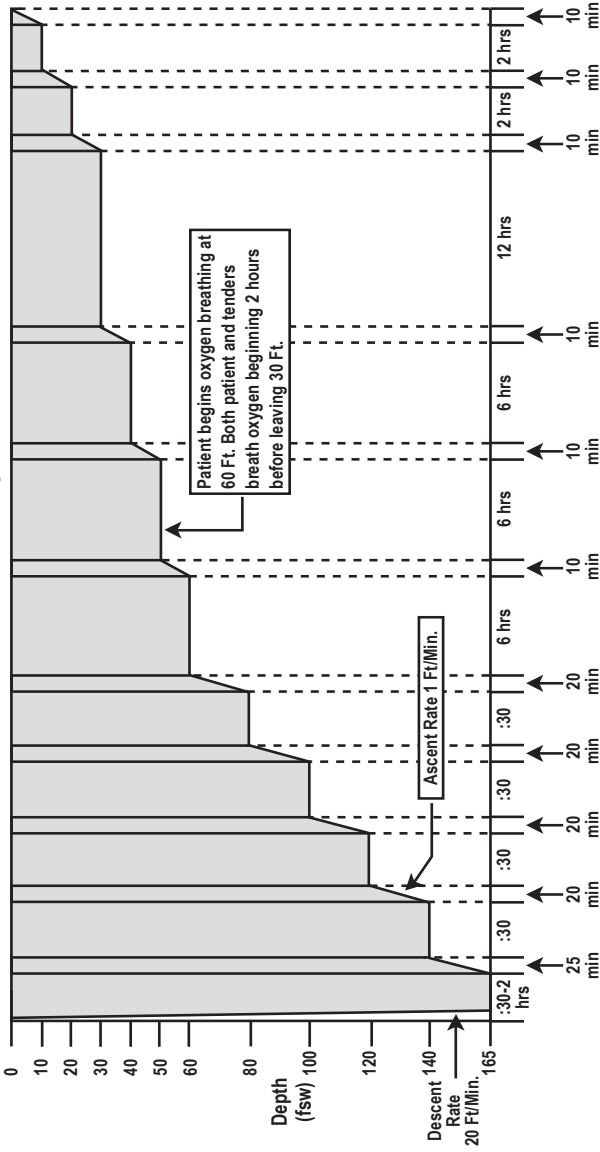 0
10
20
30
40
50
60
80
100
120
140
165
Depth
(fsw)
Descent
Rate
20 Ft/Min.
Patient begins oxygen breathing at
60 Ft. Both patient and tenders
breath oxygen beginning 2 hours
before leaving 30 Ft.
Ascent Rate 1 Ft/Min.
:30-2
hrs
:30
:30
:30
:30
6 hrs
6 hrs
6 hrs
12 hrs
2 hrs
2 hrs
25
min
20
min
20
min
20
min
20
min
10
min
10
min
10
min
10
min
10
min
10
min